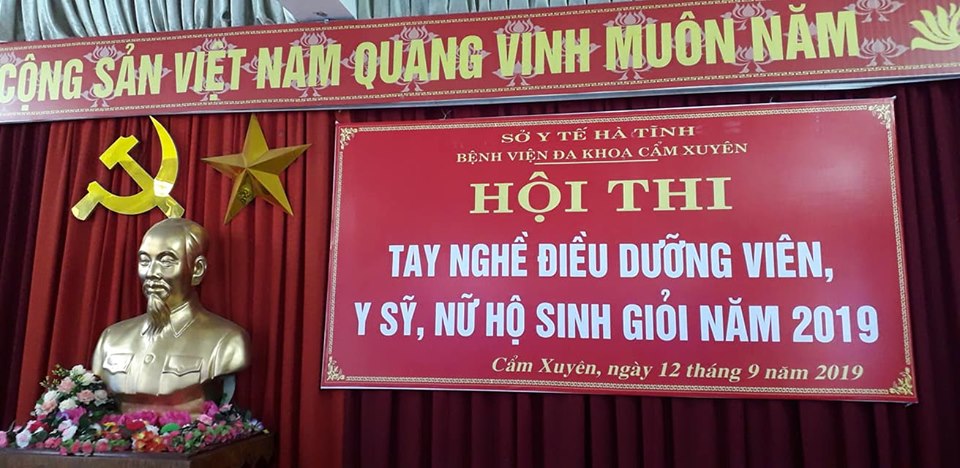 CỘNG SẢN VIỆT NAM QUANG VINH MUÔN NĂM
SỞ Y TẾ HÀ TĨNH
BỆNH VIỆN ĐA KHOA CẨM XUYÊN
HỘI THI
TAY NGHỀ ĐIỀU DƯỠNG VIÊN,
Y SỸ, NỮ HỘ SINH GIỎI NĂM 2019
Cẩm Xuyên, ngày 12 tháng 9 năm 2019